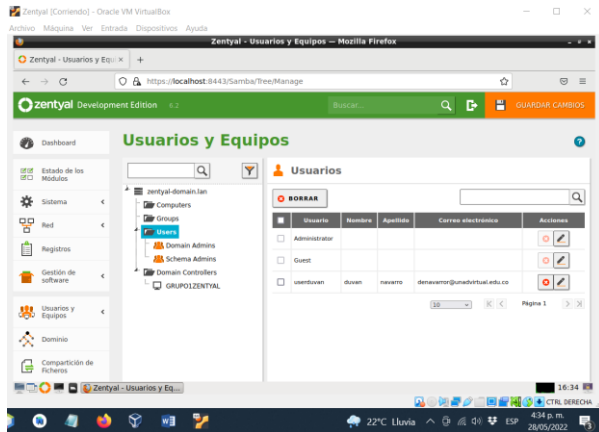 Zentyal [Corriendo] - Oracle VM VirtualBox
Archivo Máquina Ver Entrada Dispositivos Ayuda
Zentyal - Usuarios y Equipos — Mozilla Firefox
Zentyal - Usuarios y Equi
https://localhost:8443/Samba/Tree/Manage
zentyal Development Edition 6.2
Buscar...
GUARDAR CAMBIOS
Dashboard
Estado de los Módulos
Sistema
Red
Registros
Gestión de software
Usuarios y Equipos
Dominio
Compartición de Ficheros
Usuarios y Equipos
zentyal-domain.lan
Computers
Groups
Users
Domain Admins
Schema Admins
Domain Controllers
GRUPO1ZENTYAL
Usuarios
BORRAR
Usuario Nombre Apellido Correo electrónico Acciones
Administrator
Guest
userduvan duvan navarro denavarror@unadvirtual.edu.co
10 Página 1
Zentyal - Usuarios y Eq...
16:34
CTRL DERECHA
22°C Lluvia
ESP
4:34 p. m.
28/05/2022
3